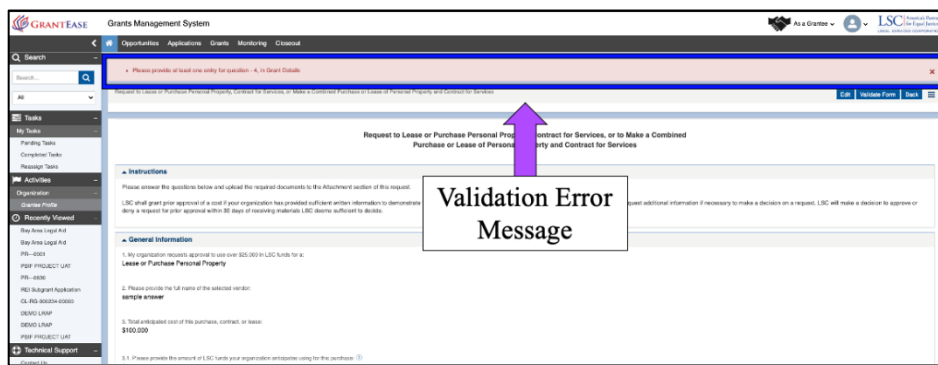 GRANTEASE Grants Management System As a Grantee LSC America's Partner for Equal Justice LEGAL SERVICES CORPORATION
Opportunities Applications Grants Monitoring Closeout
Search
Search...
All
Tasks
My Tasks
Pending Tasks
Completed Tasks
Reassign Tasks
Activities
Organization
Grantee Profile
Recently Viewed
Bay Area Legal Aid
Bay Area Legal Aid
PR--0001
PBIF PROJECT UAT
PR--0030
REI Subgrant Application
DEMO LRAP
DEMO LRAP
PBIF PROJECT UAT
Technical Support
Contact Us
Please provide at least one entry for question - 4, in Grant Details
Request to Lease or Purchase Personal Property, Contract for Services, or Make a Combined Purchase or Lease of Personal Property and Contract for Services
Edit Validate Form Back
Request to Lease or Purchase Personal Prop ontract for Services, or to Make a Combined
Purchase or Lease of Person erty and Contract for Services
Instructions
Please answer the questions below and upload the required documents to the Attachment section of this request.
LSC shall grant prior approval of a cost if your organization has provided sufficient written information to demonstrate quest additional information if necessary to make a decision on a request. LSC will make a decision to approve or
deny a request for prior approval within 30 days of receiving materials LSC deems sufficient to decide.
Validation Error
Message
General Information
1. My organization requests approval to use over $25,000 in LSC funds for a:
Lease or Purchase Personal Property
2. Please provide the full name of the selected vendor:
sample answer
3. Total anticipated cost of this purchase, contract, or lease:
$100,000
3.1. Please provide the amount of LSC funds your organization anticipates using for this purchase